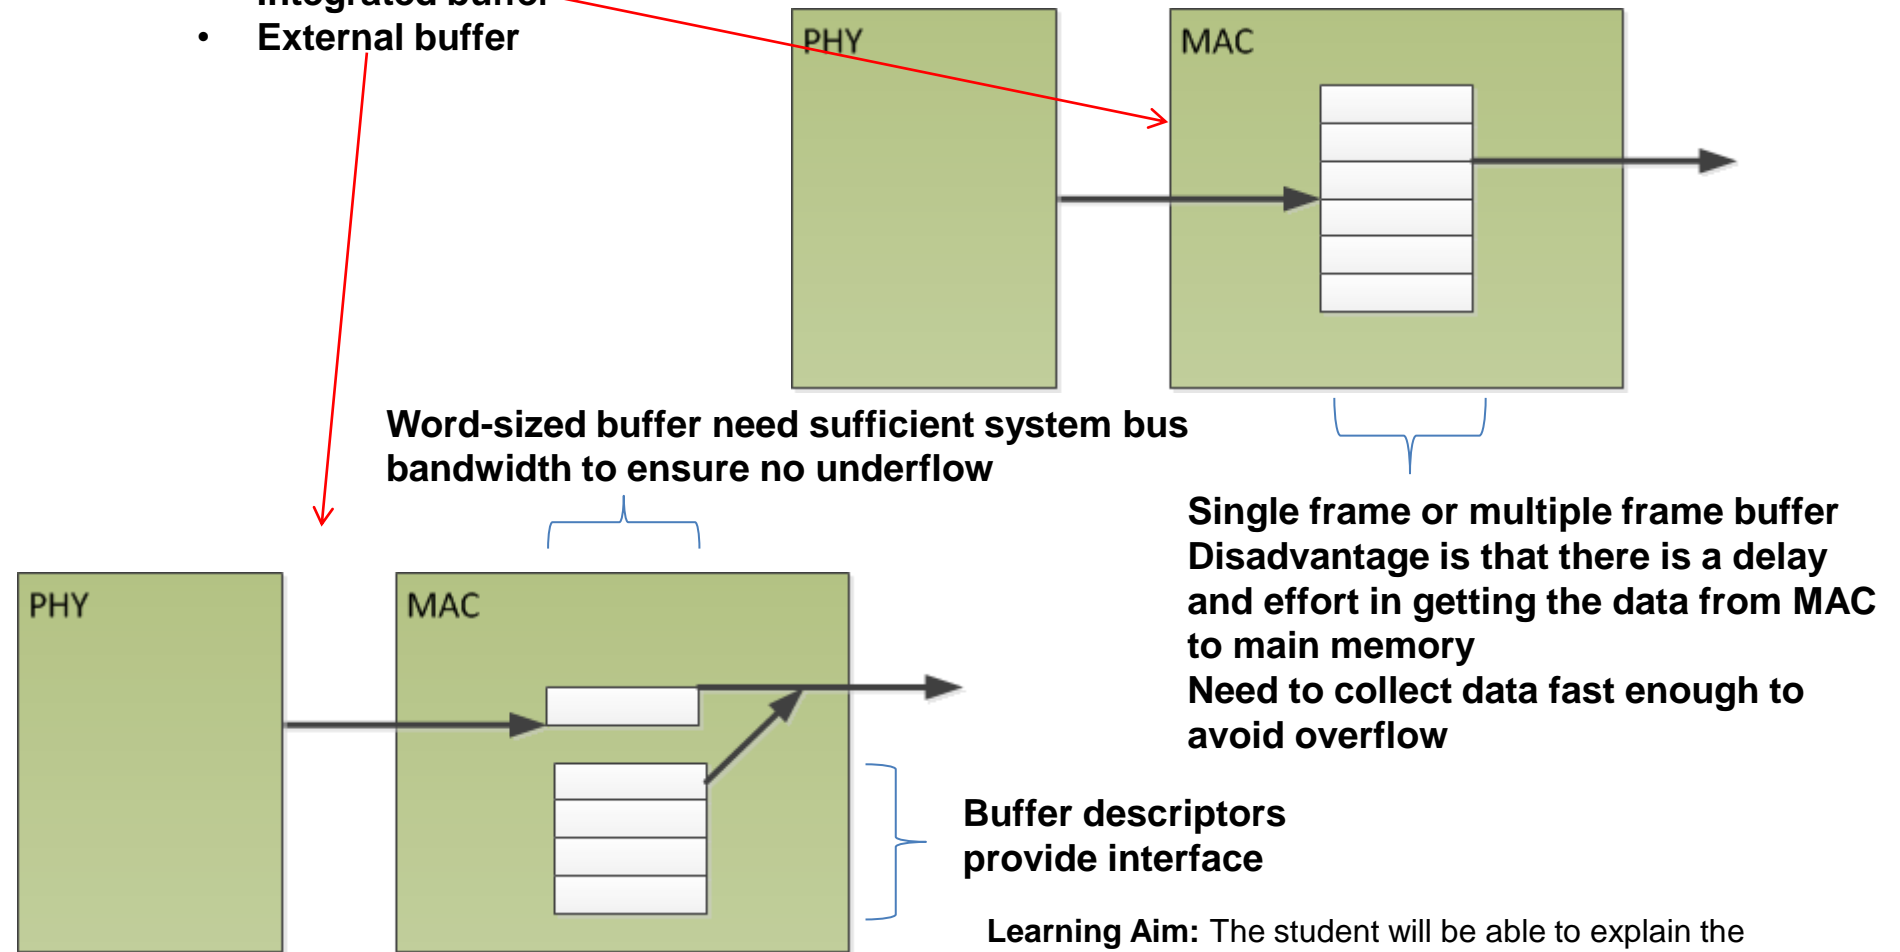 Integrated buffer
• External buffer
PHY
MAC
Word-sized buffer need sufficient system bus
bandwidth to ensure no underflow
Single frame or multiple frame buffer
Disadvantage is that there is a delay
and effort in getting the data from MAC
to main memory
Need to collect data fast enough to
avoid overflow
PHY
MAC
Buffer descriptors
provide interface
Learning Aim: The student will be able to explain the